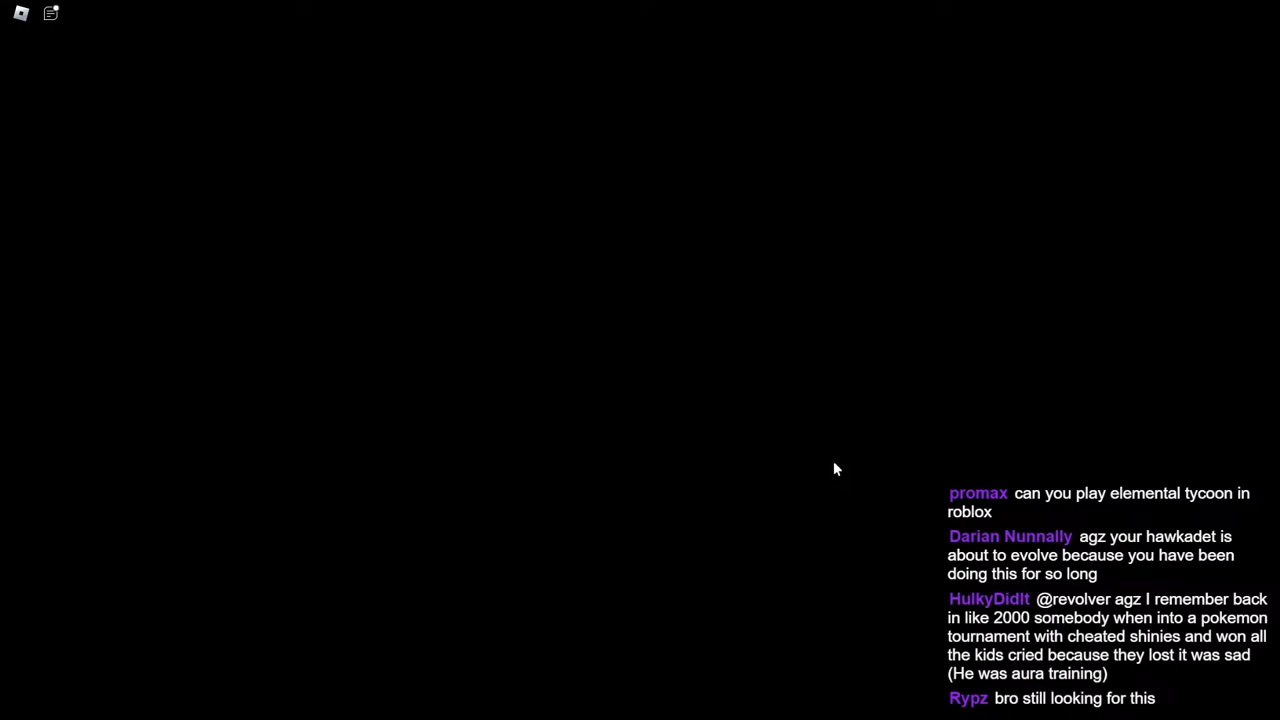 promax can you play elemental tycoon in
roblox
Darian Nunnally agz your hawkadet is
about to evolve because you have been
doing this for so long
HulkyDidIt @revolver agz I remember back
in like 2000 somebody when into a pokemon
tournament with cheated shinies and won all
the kids cried because they lost it was sad
(He was aura training)
Rypz bro still looking for this